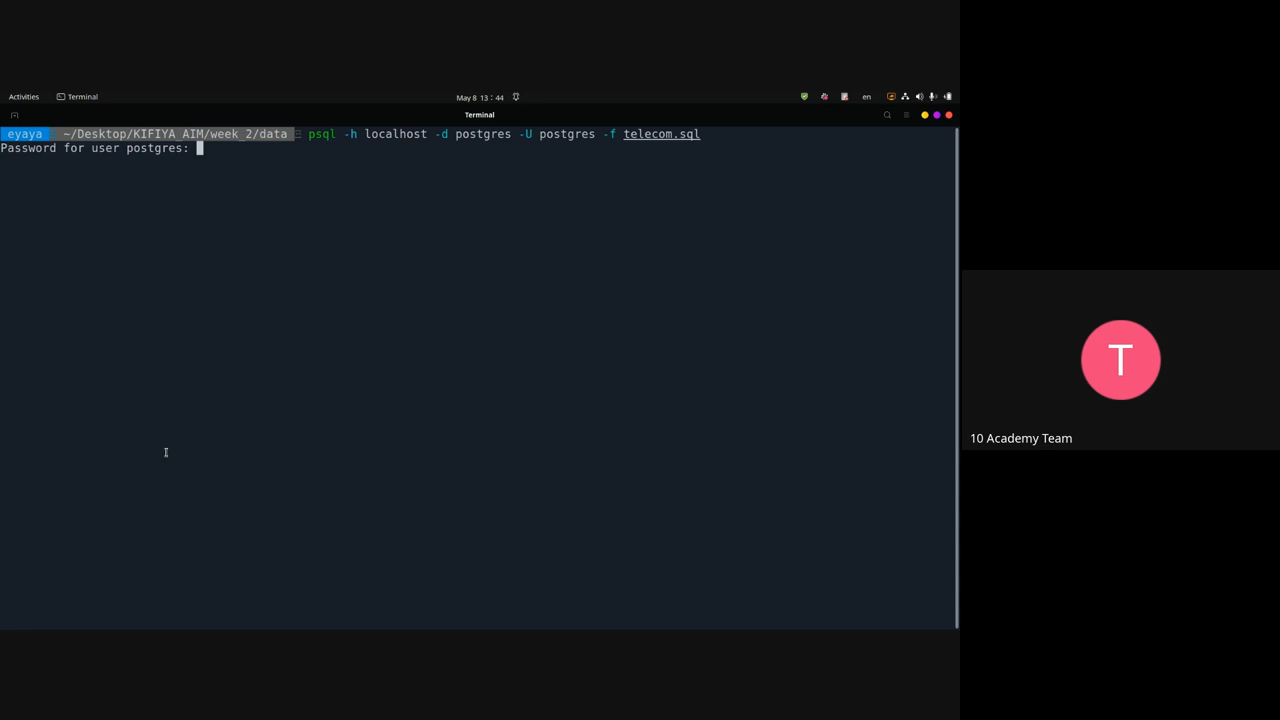 Activities Terminal May 8 13:44 en
Terminal
eyaya ~/Desktop/KIFIYA_AIM/week_2/data psql -h localhost -d postgres -U postgres -f telecom.sql
Password for user postgres:
T
10 Academy Team